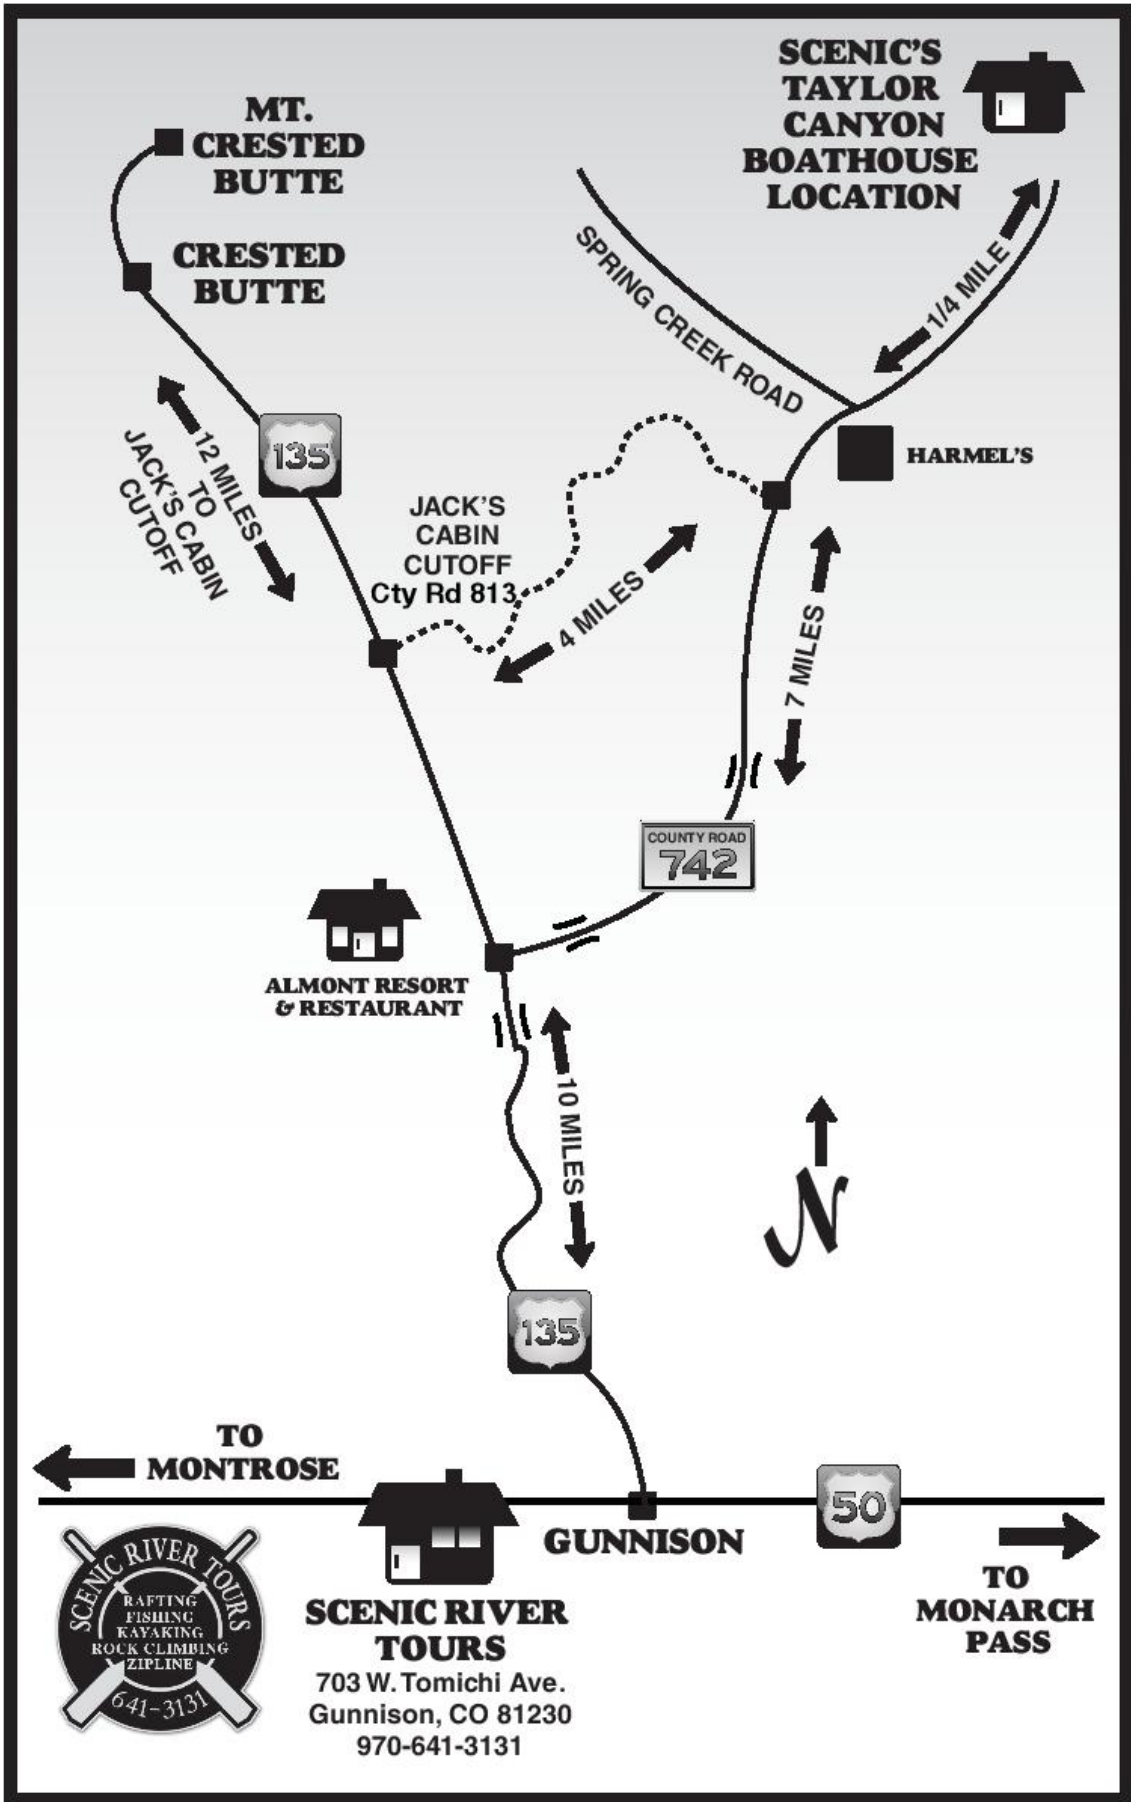 SCENIC'S
TAYLOR
CANYON
BOATHOUSE
LOCATION
MT.
CRESTED
BUTTE
CRESTED
BUTTE
SPRING CREEK ROAD
1/4 MILE
135
12 MILES
TO
JACK'S CABIN
CUTOFF
HARMEL'S
JACK'S
CABIN
CUTOFF
Cty Rd 813
4 MILES
7 MILES
COUNTY ROAD
742
ALMONT RESORT
& RESTAURANT
10 MILES
N
135
TO
MONTROSE
50
GUNNISON
TO
MONARCH
PASS
SCENIC RIVER TOURS
RAFTING
FISHING
KAYAKING
ROCK CLIMBING
ZIPLINE
641-3131
SCENIC RIVER
TOURS
703 W. Tomichi Ave.
Gunnison, CO 81230
970-641-3131